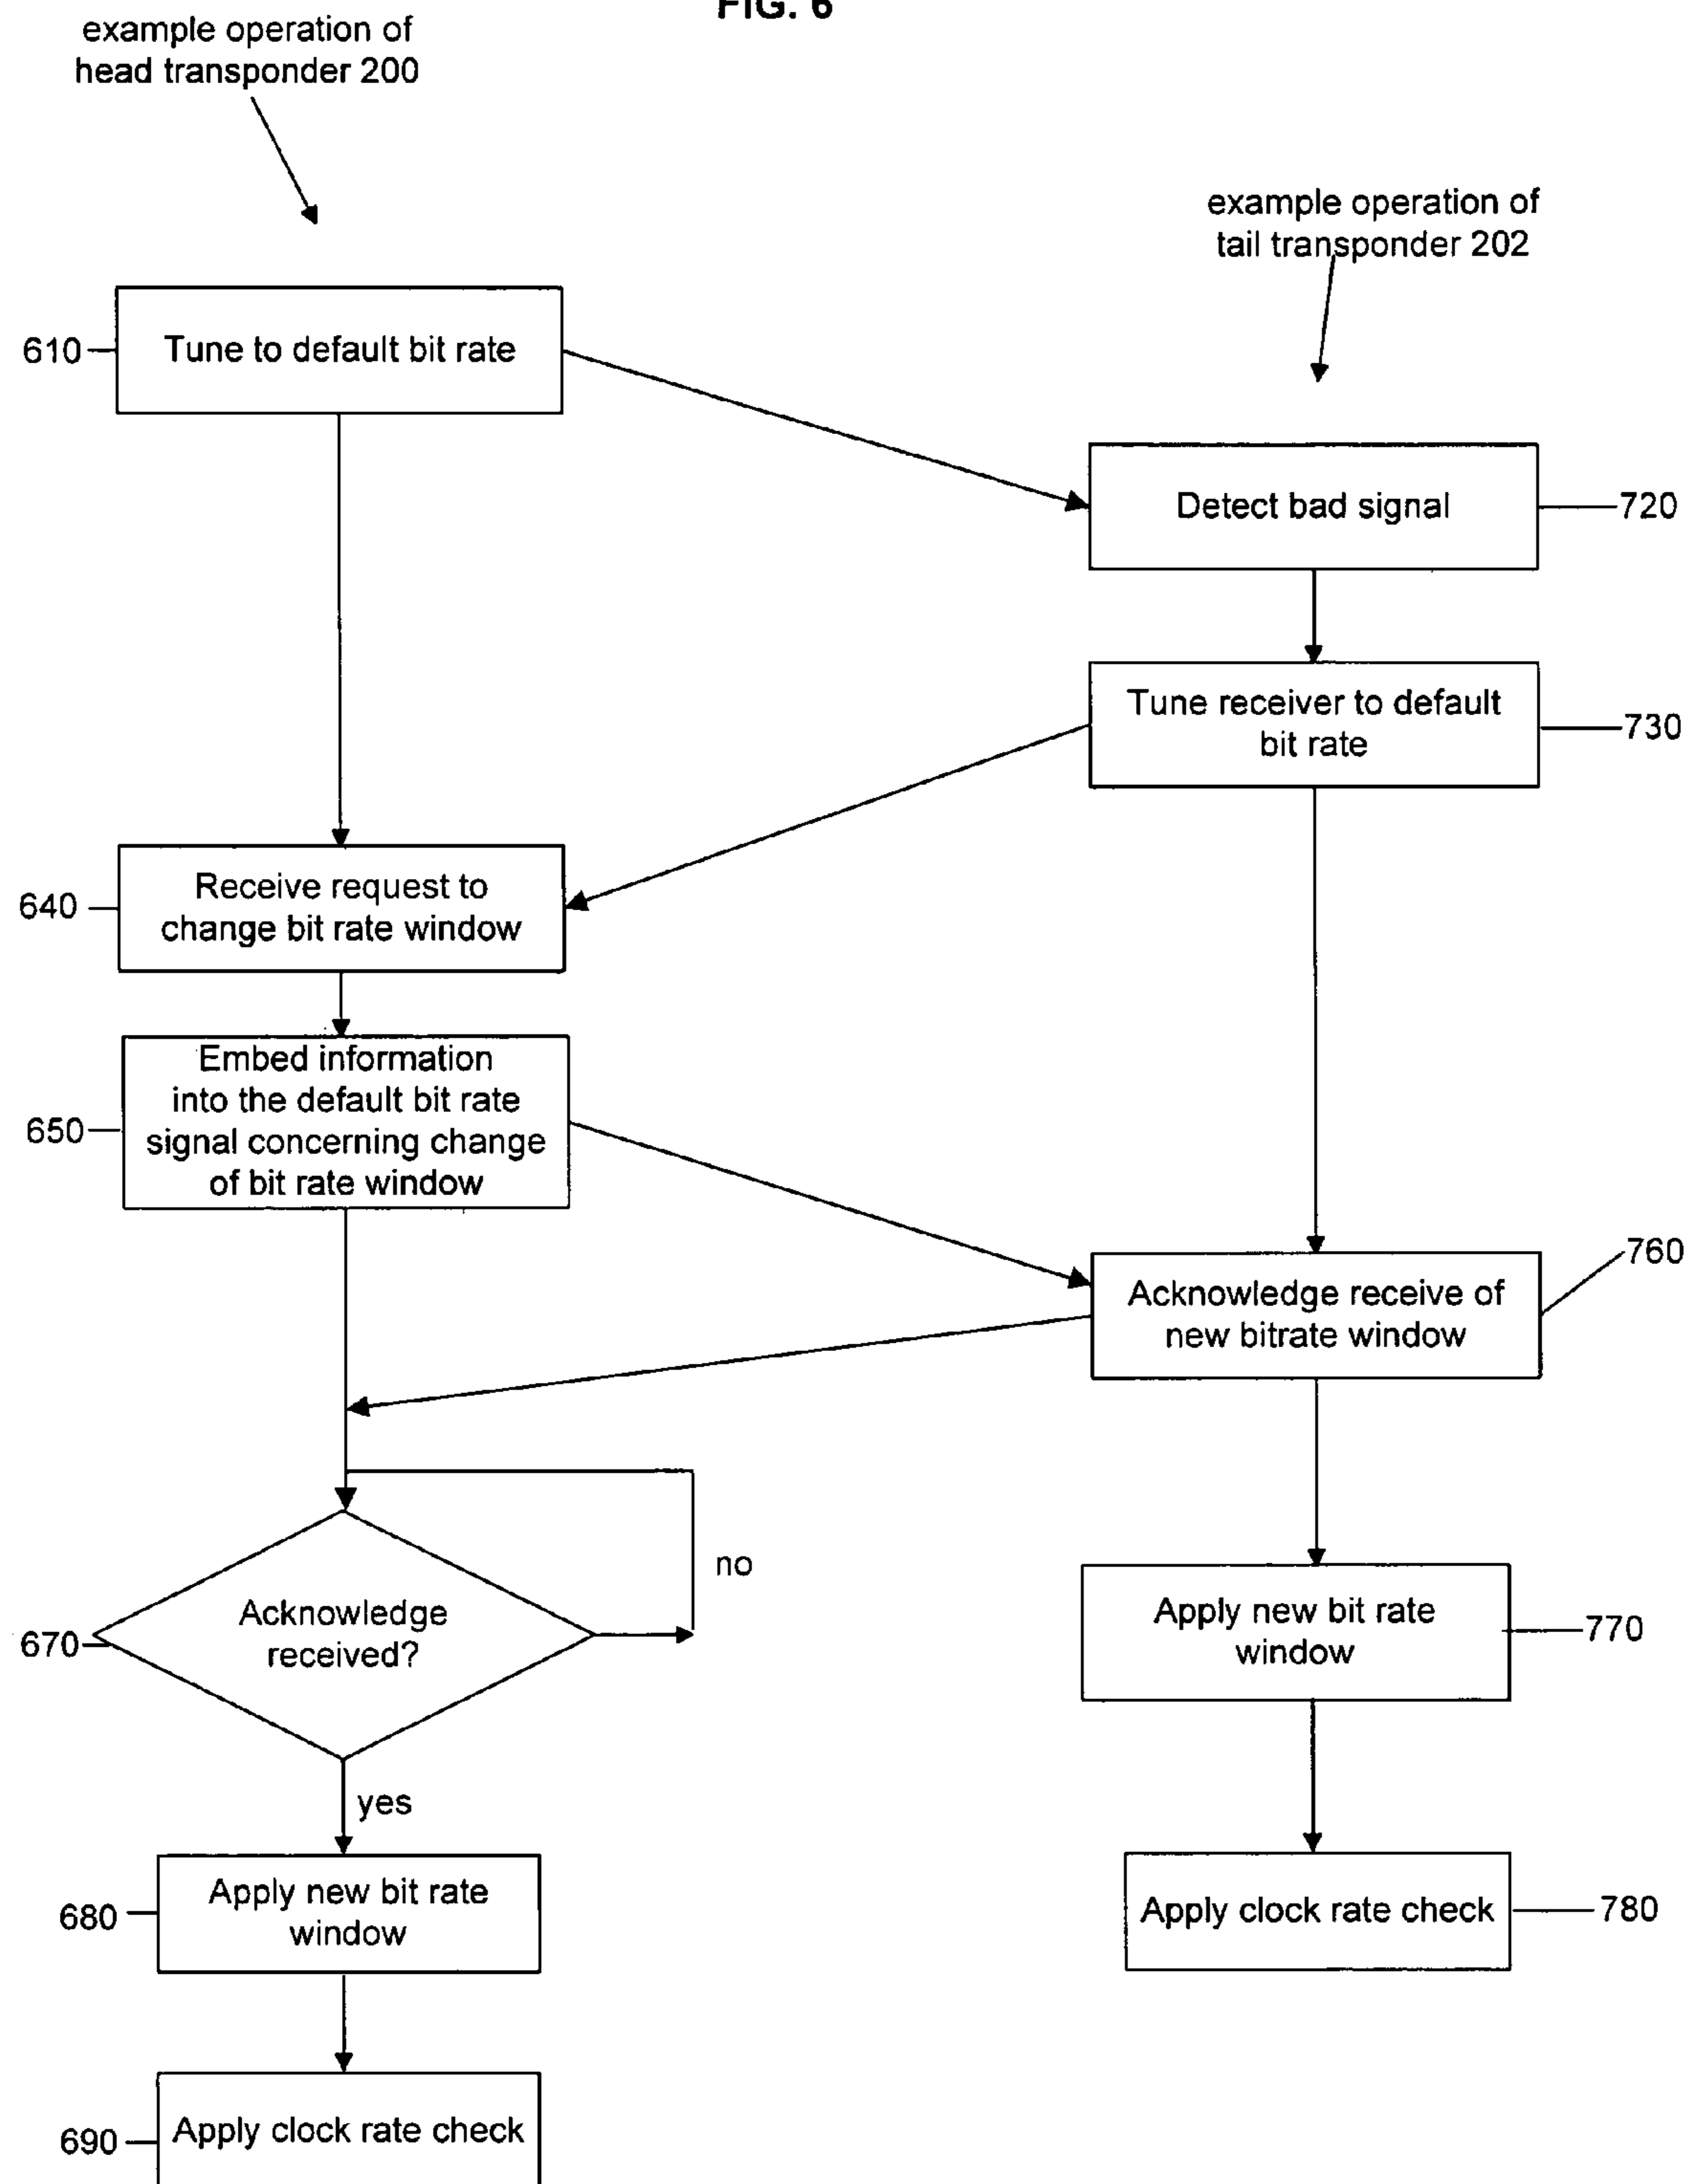 FIG. 6
example operation of
head transponder 200
example operation of
tail transponder 202
610
Tune to default bit rate
Detect bad signal
720
Tune receiver to default
bit rate
730
640
Receive request to
change bit rate window
650
Embed information
into the default bit rate
signal concerning change
of bit rate window
760
Acknowledge receive of
new bitrate window
no
670
Acknowledge
received?
Apply new bit rate
window
770
yes
680
Apply new bit rate
window
Apply clock rate check
780
690
Apply clock rate check